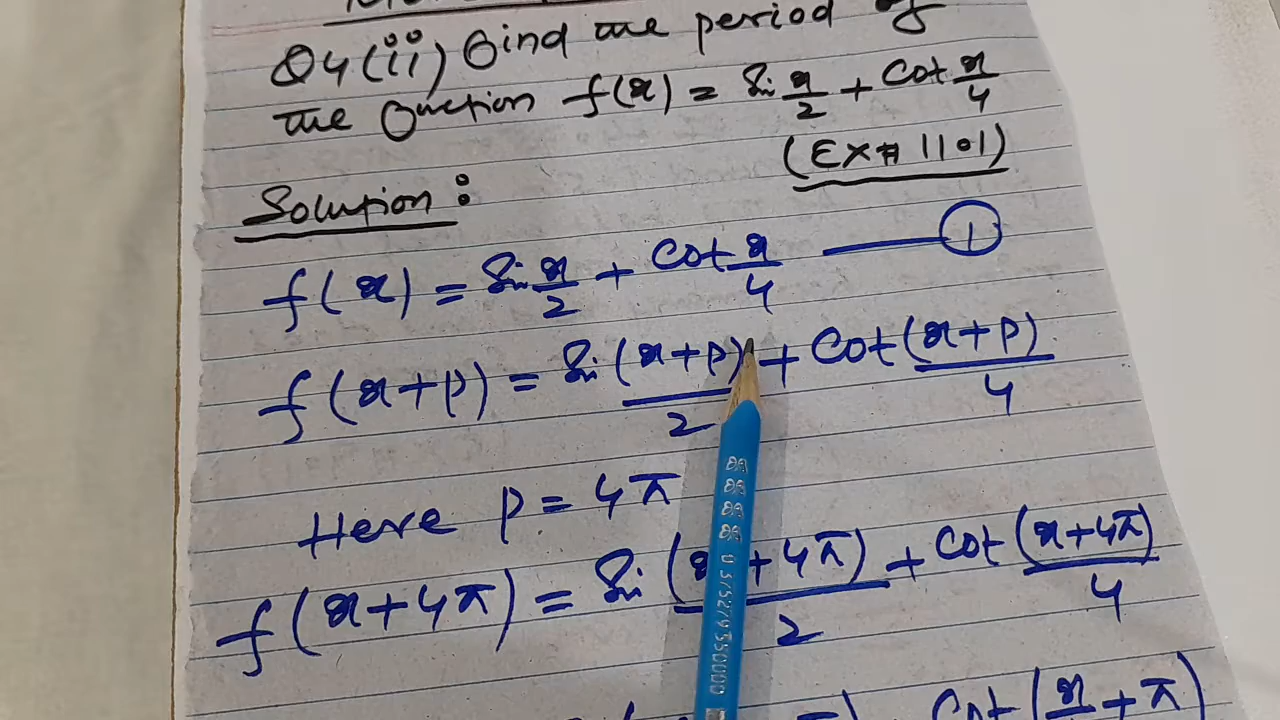 Q4(ii) Find the period of
the function f(x) = Sin x/2 + Cot x/4
(EX# 11.1)
Solution:
f(x) = Sin x/2 + Cot x/4 ——— ①
f(x+p) = Sin (x+p)/2 + Cot (x+p)/4
Here p = 4π
f(x+4π) = Sin (x+4π)/2 + Cot (x+4π)/4
Cot (x/ + π)